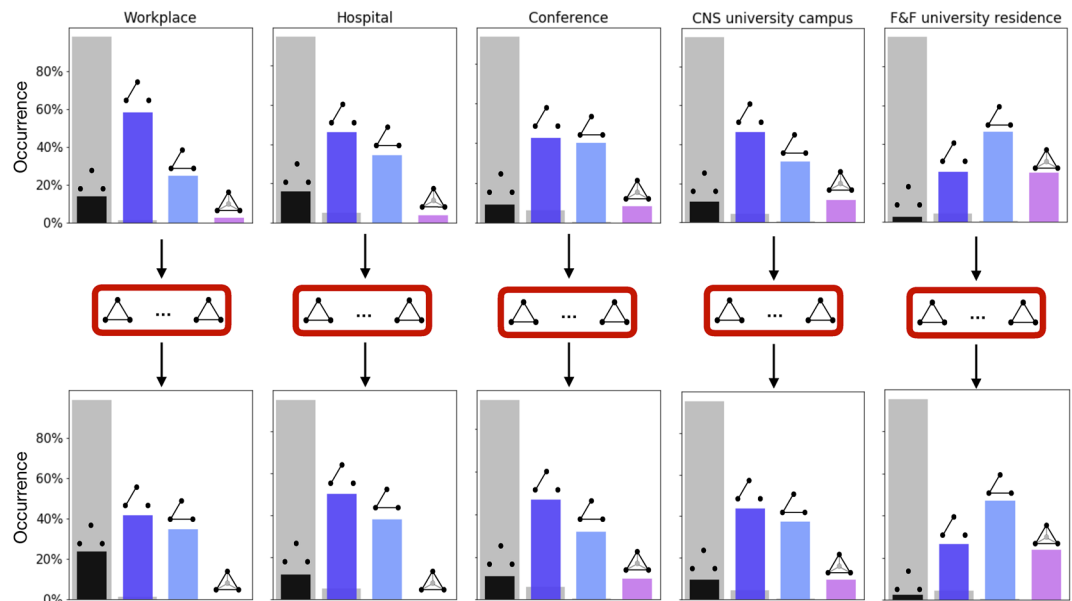 Workplace
Hospital
Conference
CNS university campus
F&F university residence
Occurrence
80%
60%
40%
20%
0%
...
...
...
...
...
Occurrence
80%
60%
40%
20%
0%